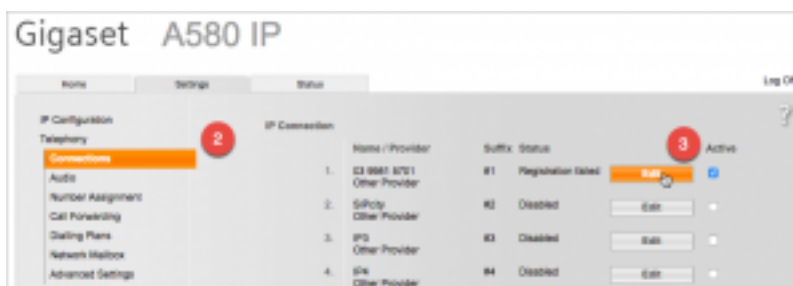 Gigaset A580 IP
Home Settings Status Log Of
IP Configuration
Telephony
2
IP Connection
3
?
Name / Provider Suffix Status Active
Connections
Audio
Number Assignment
Call Forwarding
Dialling Plans
Network Mailbox
Advanced Settings
1. #1 Registration failed Edit
Other Provider
2. SIPcity #2 Disabled Edit
Other Provider
3. IP3 #3 Disabled Edit
Other Provider
4. IP4 #4 Disabled Edit
Other Provider